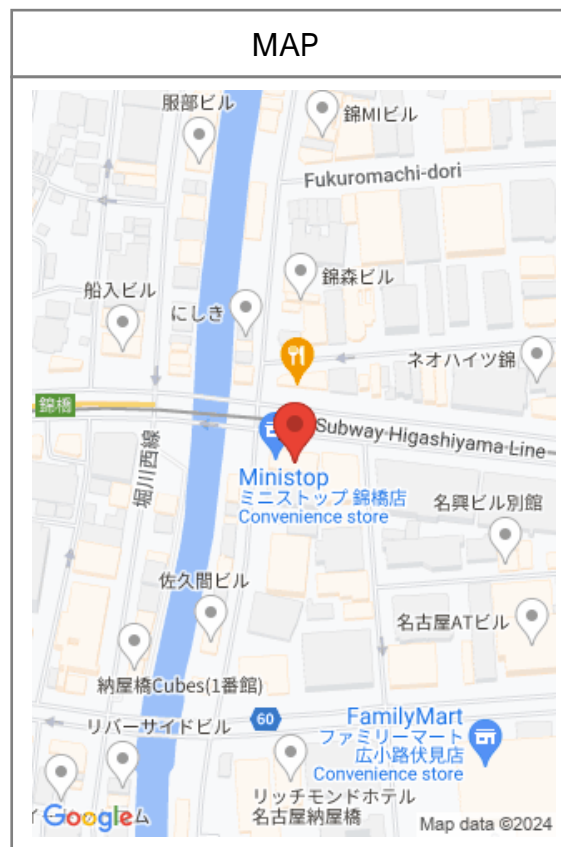 MAP
服部ビル
錦MIビル
Fukuromachi-dori
錦森ビル
船入ビル
にしき
ネオハイツ錦
錦橋
Subway Higashiyama Line
堀川西線
Ministop
ミニストップ 錦橋店
Convenience store
名興ビル別館
佐久間ビル
名古屋ATビル
納屋橋Cubes(1番館)
リバーサイドビル
60
FamilyMart
ファミリーマート
広小路伏見店
Convenience store
リッチモンドホテル
名古屋納屋橋
Google
ム
Map data ©2024